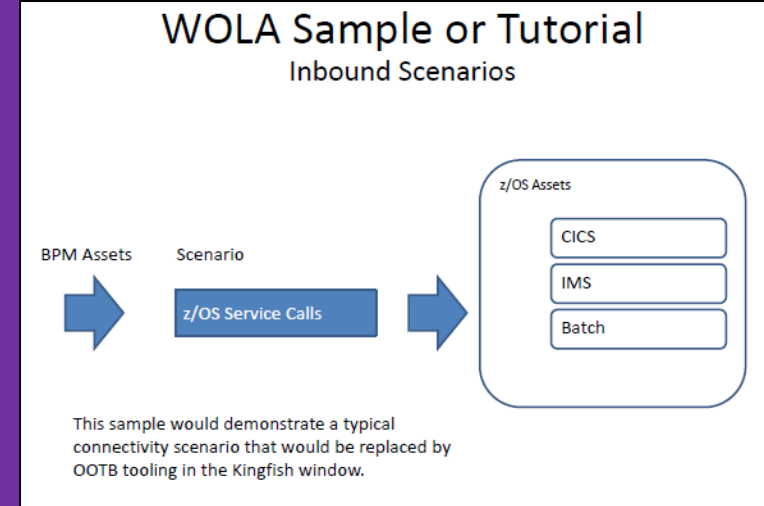 WOLA Sample or Tutorial
Inbound Scenarios
z/OS Assets
CICS
IMS
Batch
BPM Assets
Scenario
z/OS Service Calls
This sample would demonstrate a typical
connectivity scenario that would be replaced by
OOTB tooling in the Kingfish window.